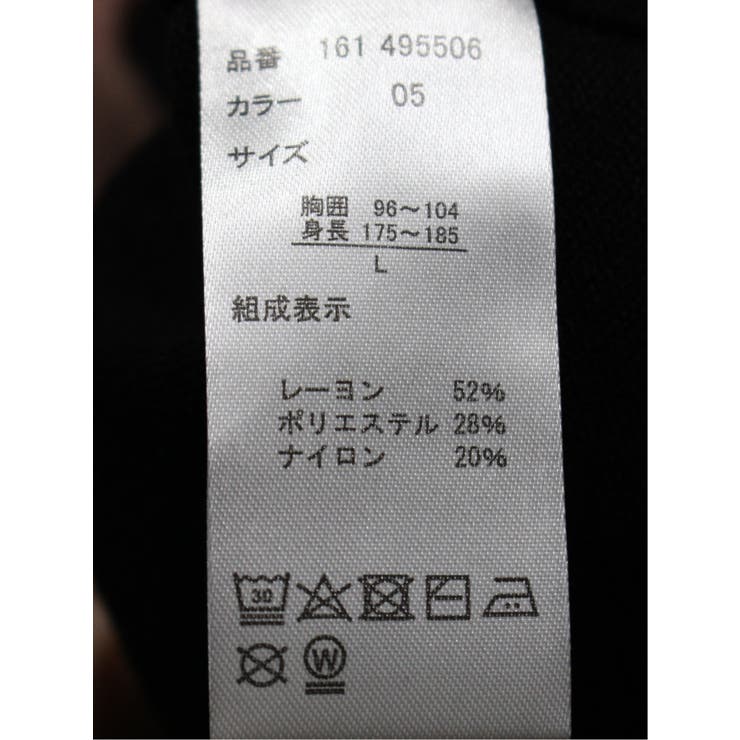 品番 161 495506
カラー 05
サイズ
胸囲 96～104
身長 175～185
L
組成表示
レーヨン 52%
ポリエステル 28%
ナイロン 20%
30
W